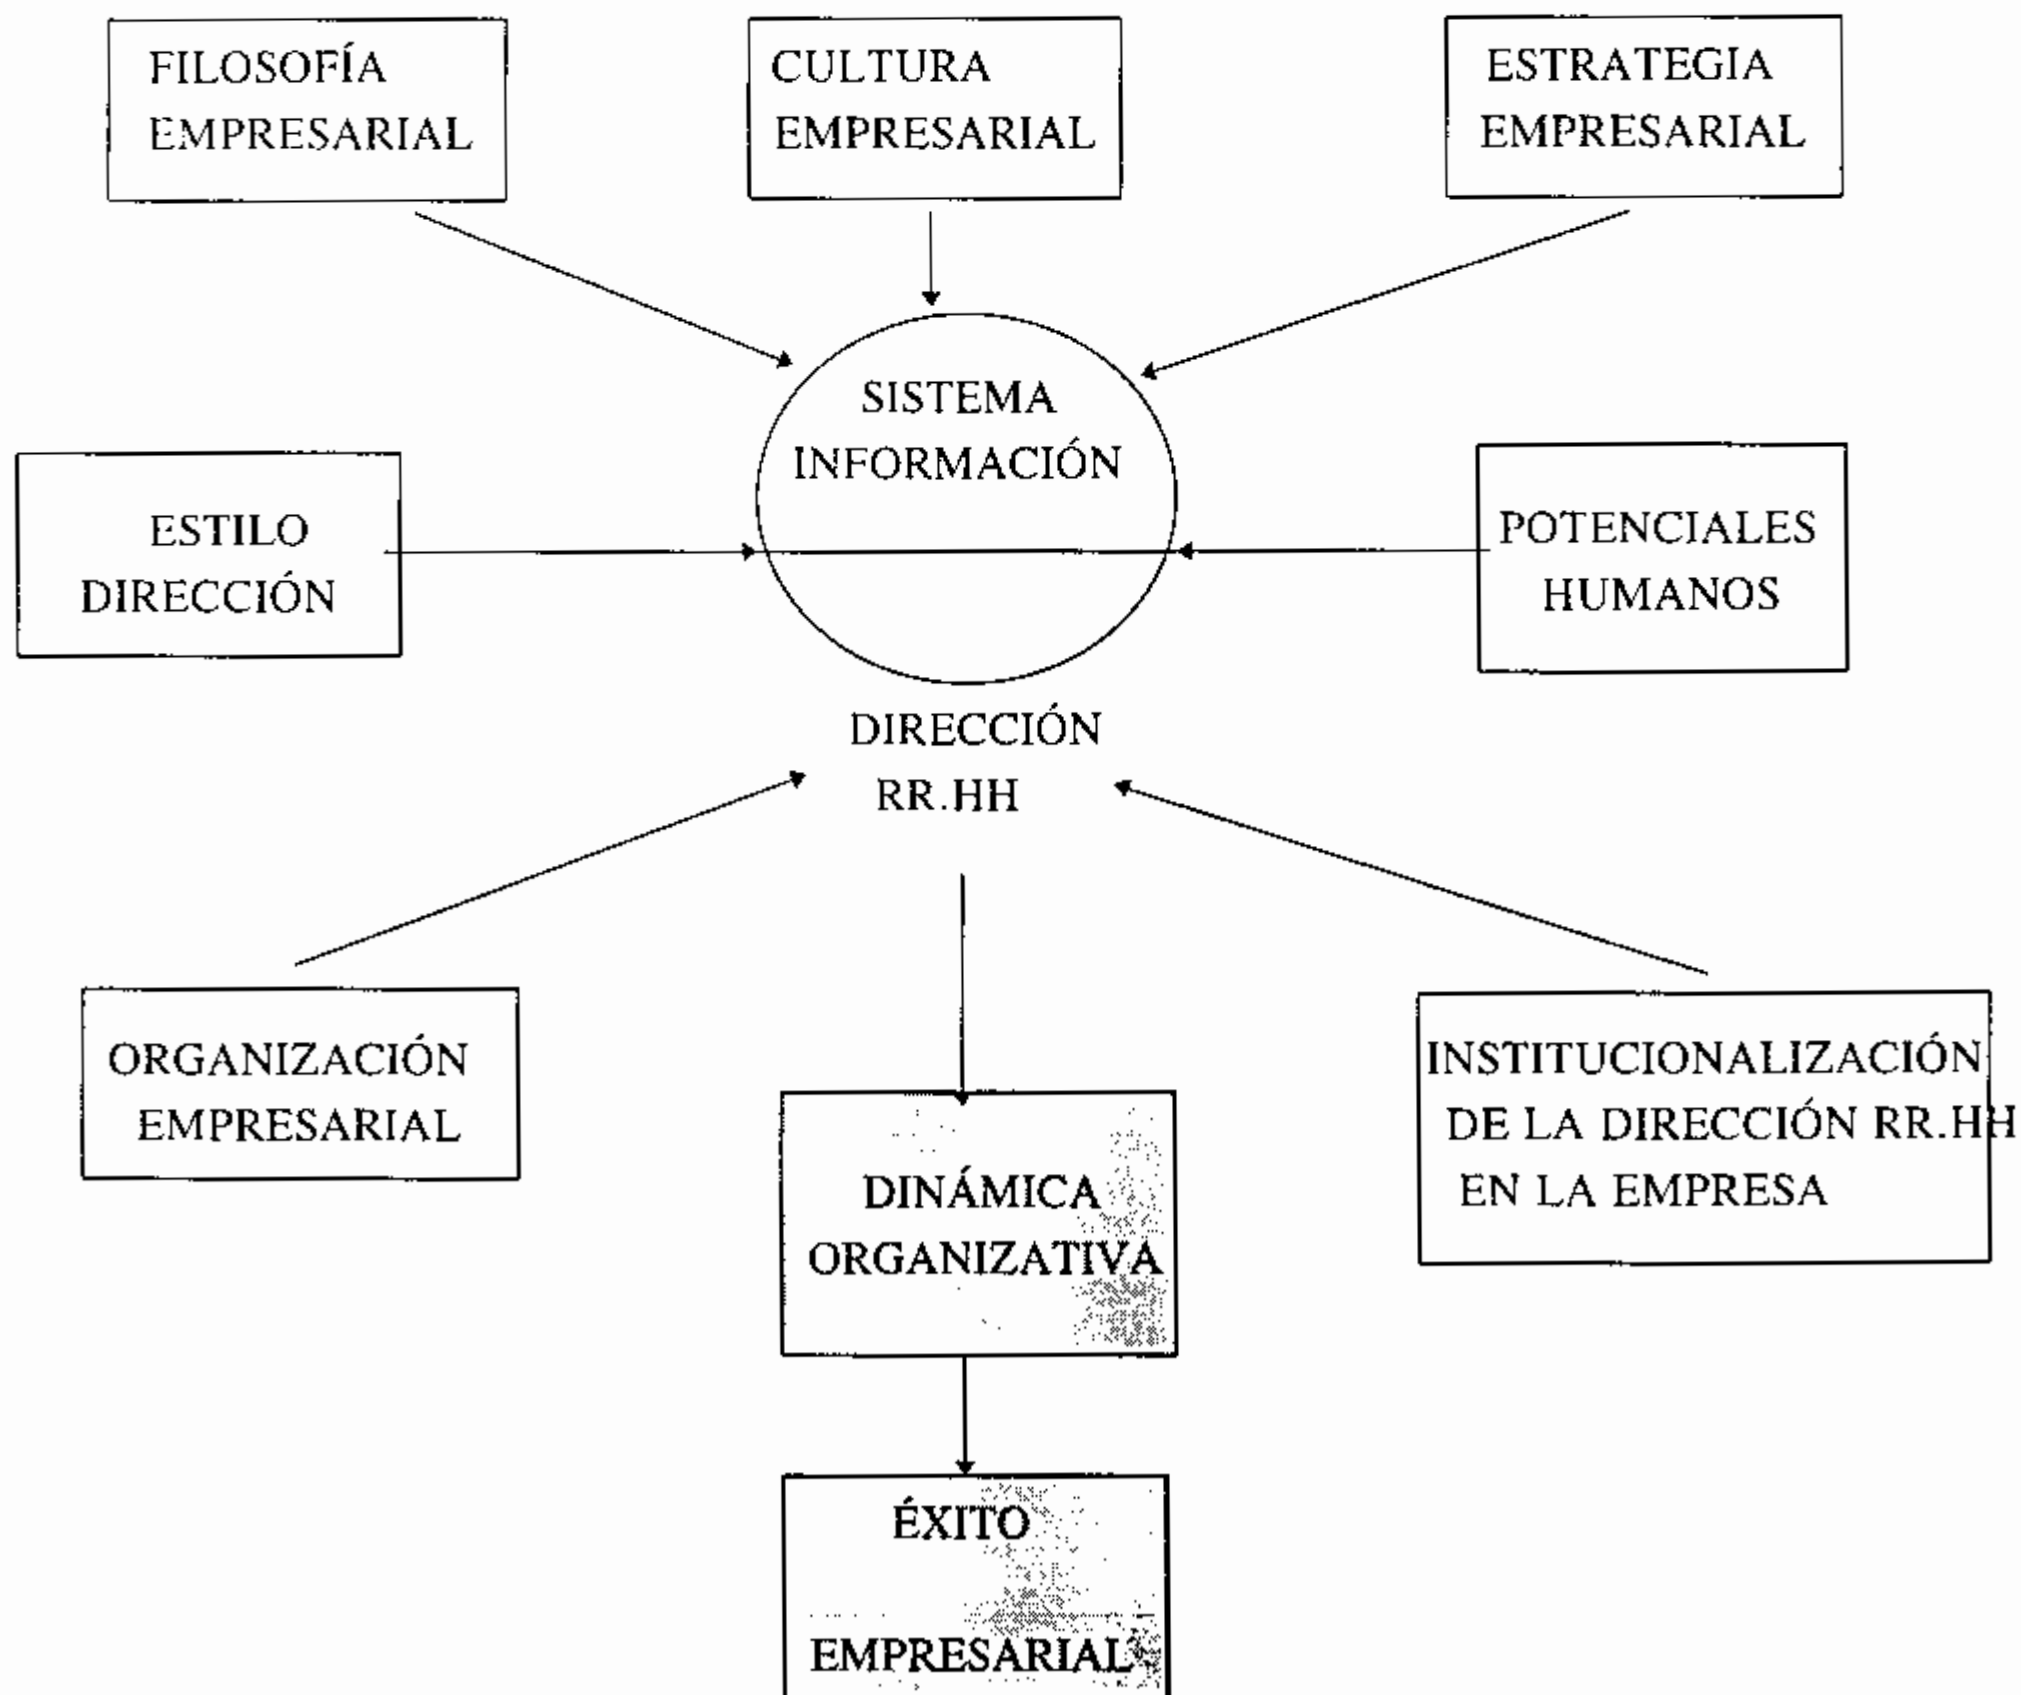 FILOSOFÍA
EMPRESARIAL
CULTURA
EMPRESARIAL
ESTRATEGIA
EMPRESARIAL
SISTEMA
INFORMACIÓN
ESTILO
DIRECCIÓN
POTENCIALES
HUMANOS
DIRECCIÓN
RR.HH
ORGANIZACIÓN
EMPRESARIAL
INSTITUCIONALIZACIÓN
DE LA DIRECCIÓN RR.HH
EN LA EMPRESA
DINÁMICA
ORGANIZATIVA
ÉXITO
EMPRESARIAL